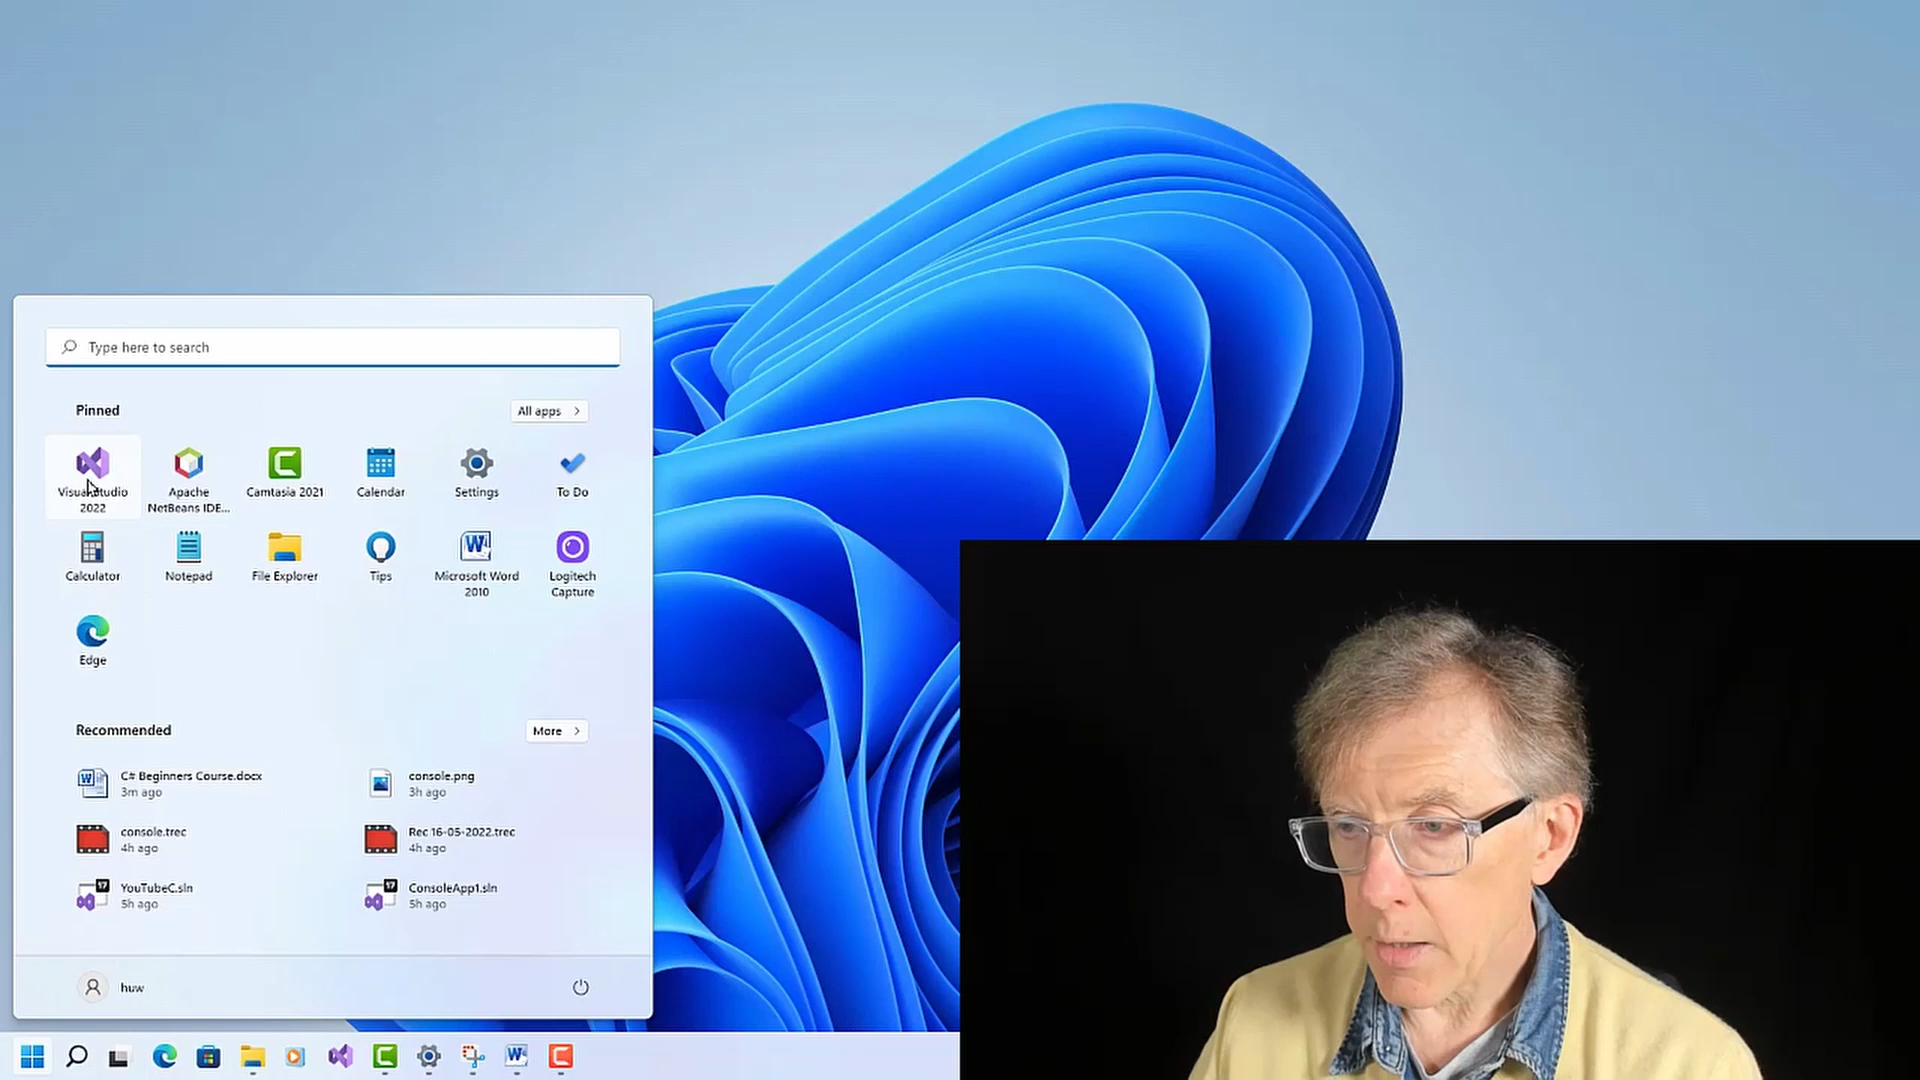 Type here to search
Pinned
All apps
Visual Studio
2022
Apache
NetBeans IDE...
Camtasia 2021
Calendar
Settings
To Do
Calculator
Notepad
File Explorer
Tips
Microsoft Word
2010
Logitech
Capture
Edge
Recommended
More
C# Beginners Course.docx
3m ago
console.png
3h ago
console.trec
4h ago
Rec 16-05-2022.trec
4h ago
17
YouTubeC.sln
5h ago
17
ConsoleApp1.sln
5h ago
huw